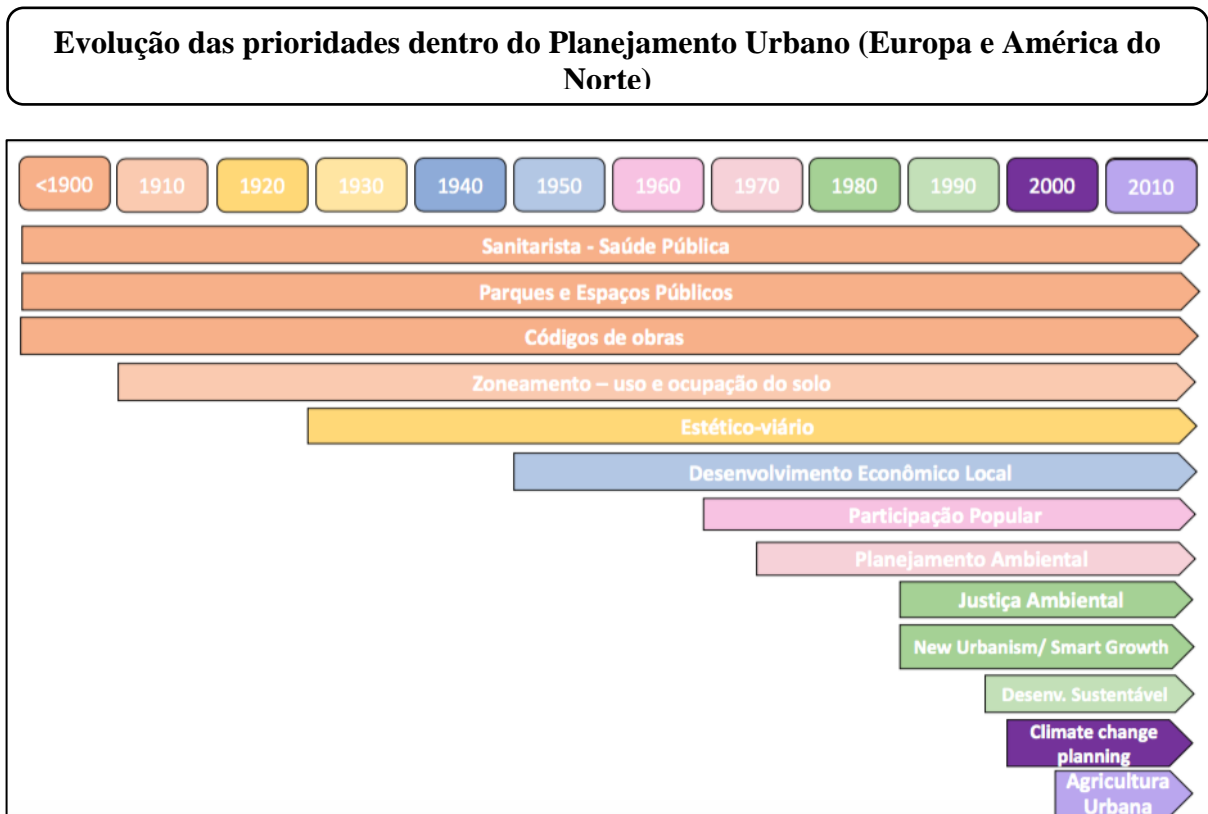 Evolução das prioridades dentro do Planejamento Urbano (Europa e América do
Norte)
<1900 1910 1920 1930 1940 1950 1960 1970 1980 1990 2000 2010
Sanitarista - Saúde Pública
Parques e Espaços Públicos
Códigos de obras
Zoneamento – uso e ocupação do solo
Estético-viário
Desenvolvimento Econômico Local
Participação Popular
Planejamento Ambiental
Justiça Ambiental
New Urbanism/ Smart Growth
Desenv. Sustentável
Climate change
planning
Agricultura
Urbana